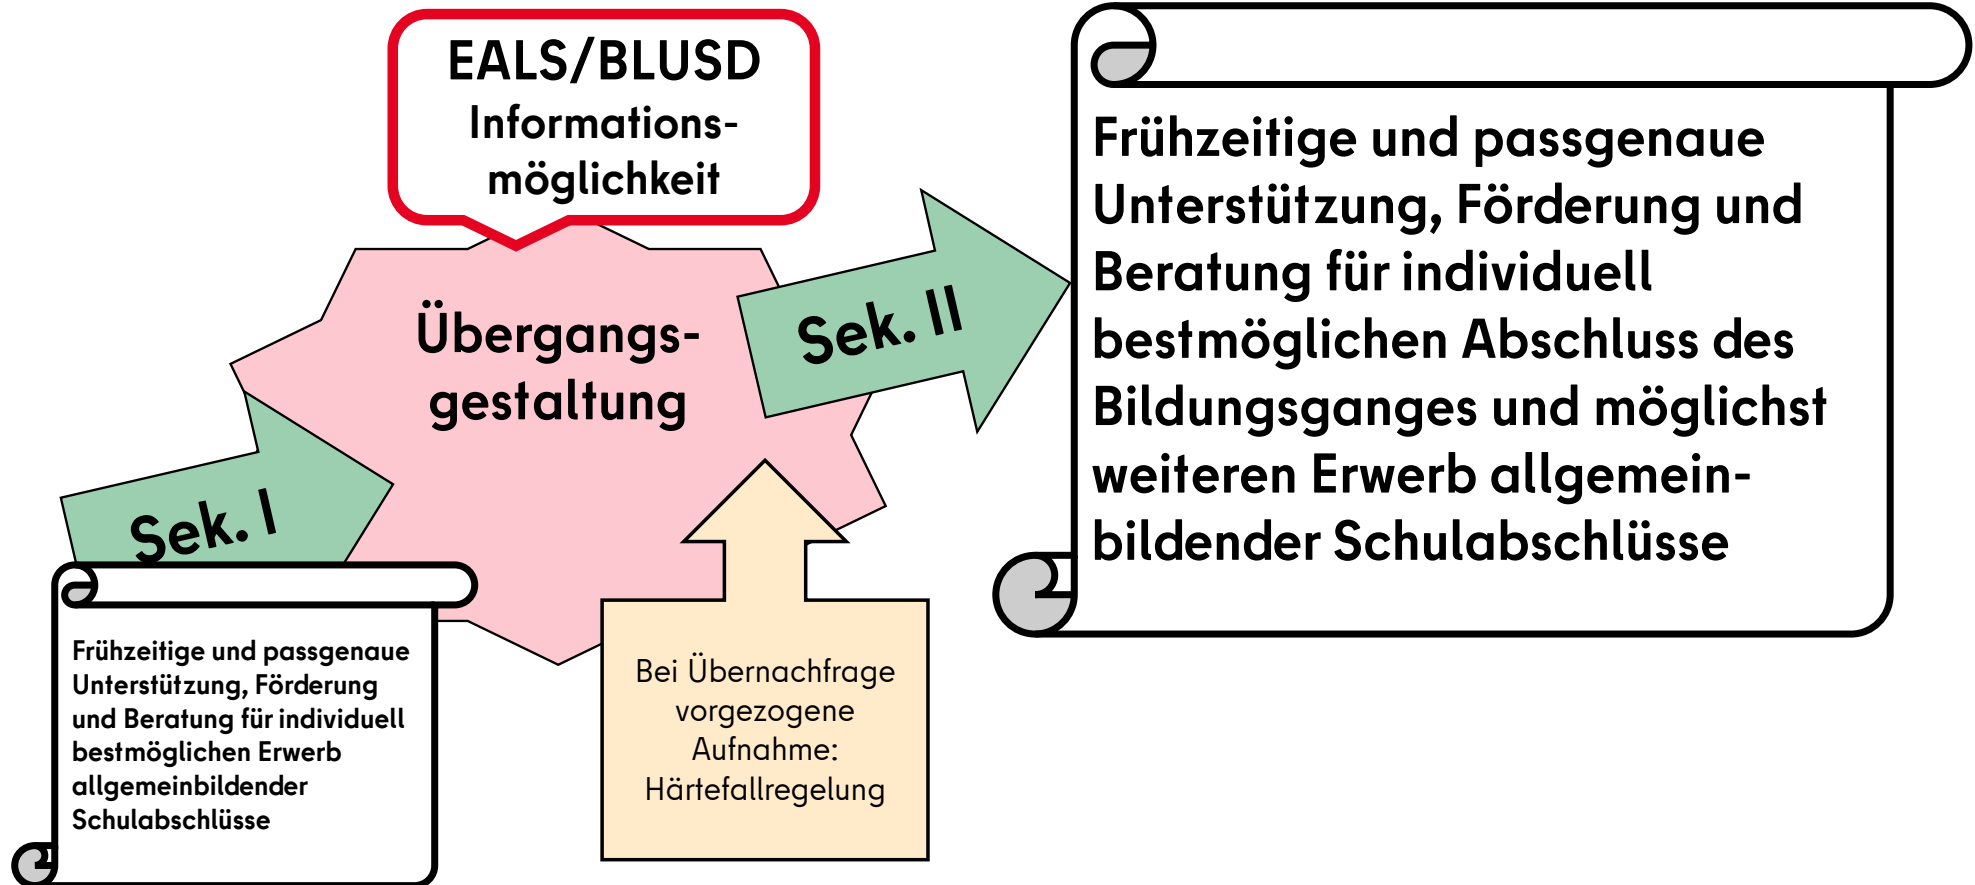 EALS/BLUSD
Informations-
möglichkeit
Übergangs-
gestaltung
Sek. I
Sek. II
Frühzeitige und passgenaue
Unterstützung, Förderung
und Beratung für individuell
bestmöglichen Erwerb
allgemeinbildender
Schulabschlüsse
Bei Übernachfrage
vorgezogene
Aufnahme:
Härtefallregelung
Frühzeitige und passgenaue
Unterstützung, Förderung und
Beratung für individuell
bestmöglichen Abschluss des
Bildungsganges und möglichst
weiteren Erwerb allgemein-
bildender Schulabschlüsse